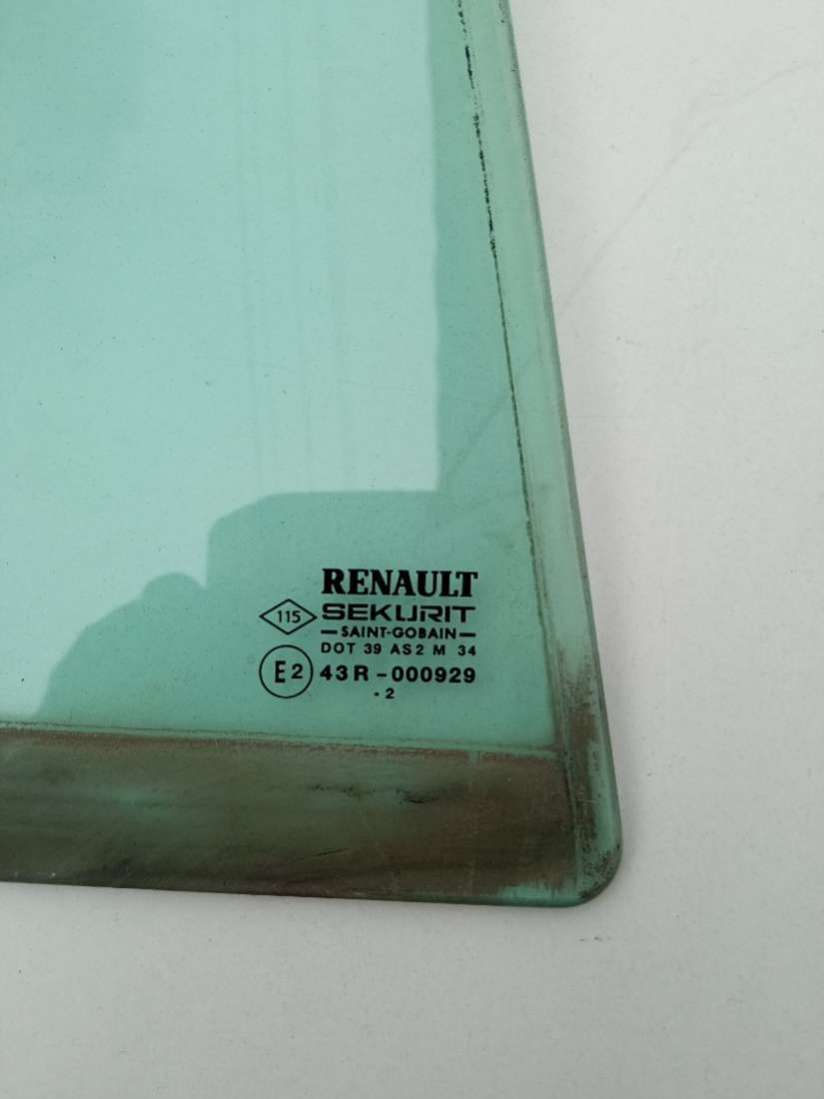 RENAULT
115 SEKURIT
SAINT-GOBAIN
DOT 39 AS2 M 34
E2 43R-000929
·2